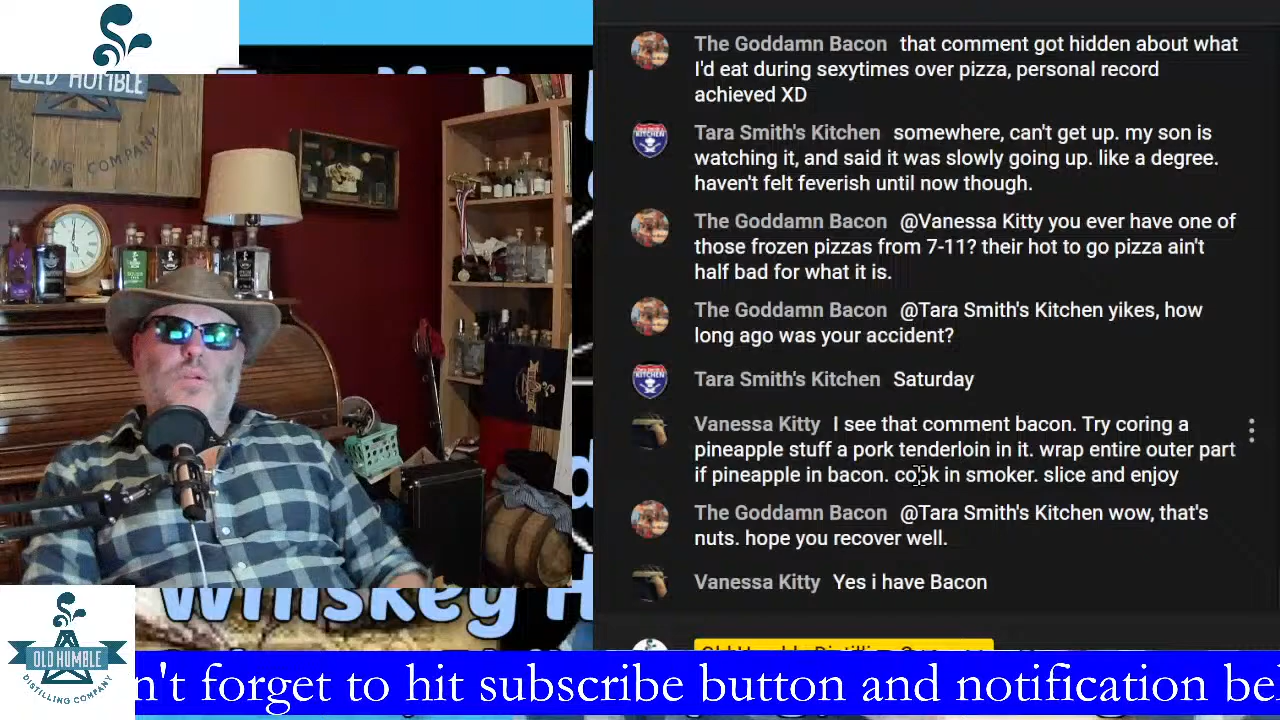 OLD HUMBLE
DISTILLING COMPANY
The Goddamn Bacon that comment got hidden about what
I'd eat during sexytimes over pizza, personal record
achieved XD
Tara Smith's Kitchen somewhere, can't get up. my son is
watching it, and said it was slowly going up. like a degree.
haven't felt feverish until now though.
The Goddamn Bacon @Vanessa Kitty you ever have one of
those frozen pizzas from 7-11? their hot to go pizza ain't
half bad for what it is.
The Goddamn Bacon @Tara Smith's Kitchen yikes, how
long ago was your accident?
KITCHEN
Tara Smith's Kitchen Saturday
Vanessa Kitty I see that comment bacon. Try coring a
pineapple stuff a pork tenderloin in it. wrap entire outer part
if pineapple in bacon. cook in smoker. slice and enjoy
The Goddamn Bacon @Tara Smith's Kitchen wow, that's
nuts. hope you recover well.
Vanessa Kitty Yes i have Bacon
Whiskey H
OLD HUMBLE
DISTILLING COMPANY
n't forget to hit subscribe button and notification be